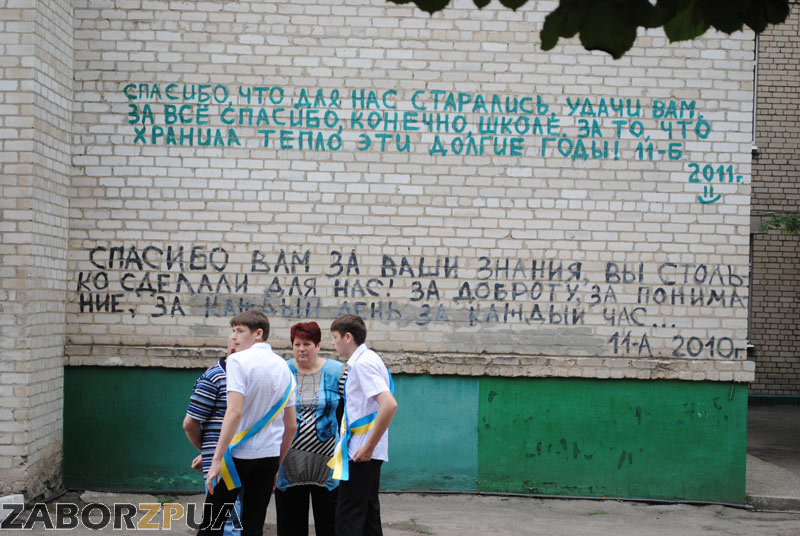 СПАСИБО, ЧТО ДЛЯ НАС СТАРАЛИСЬ, УДАЧИ ВАМ,
ЗА ВСЁ СПАСИБО, КОНЕЧНО, ШКОЛЕ. ЗА ТО, ЧТО
ХРАНИЛА ТЕПЛО ЭТИ ДОЛГИЕ ГОДЫ! 11-Б
2011г.
СПАСИБО ВАМ ЗА ВАШИ ЗНАНИЯ, ВЫ СТОЛЬ
КО СДЕЛАЛИ ДЛЯ НАС! ЗА ДОБРОТУ, ЗА ПОНИМА
НИЕ, ЗА КАЖДЫЙ ДЕНЬ ЗА КАЖДЫЙ ЧАС...
11-А 2010г.
ZABORZPUA